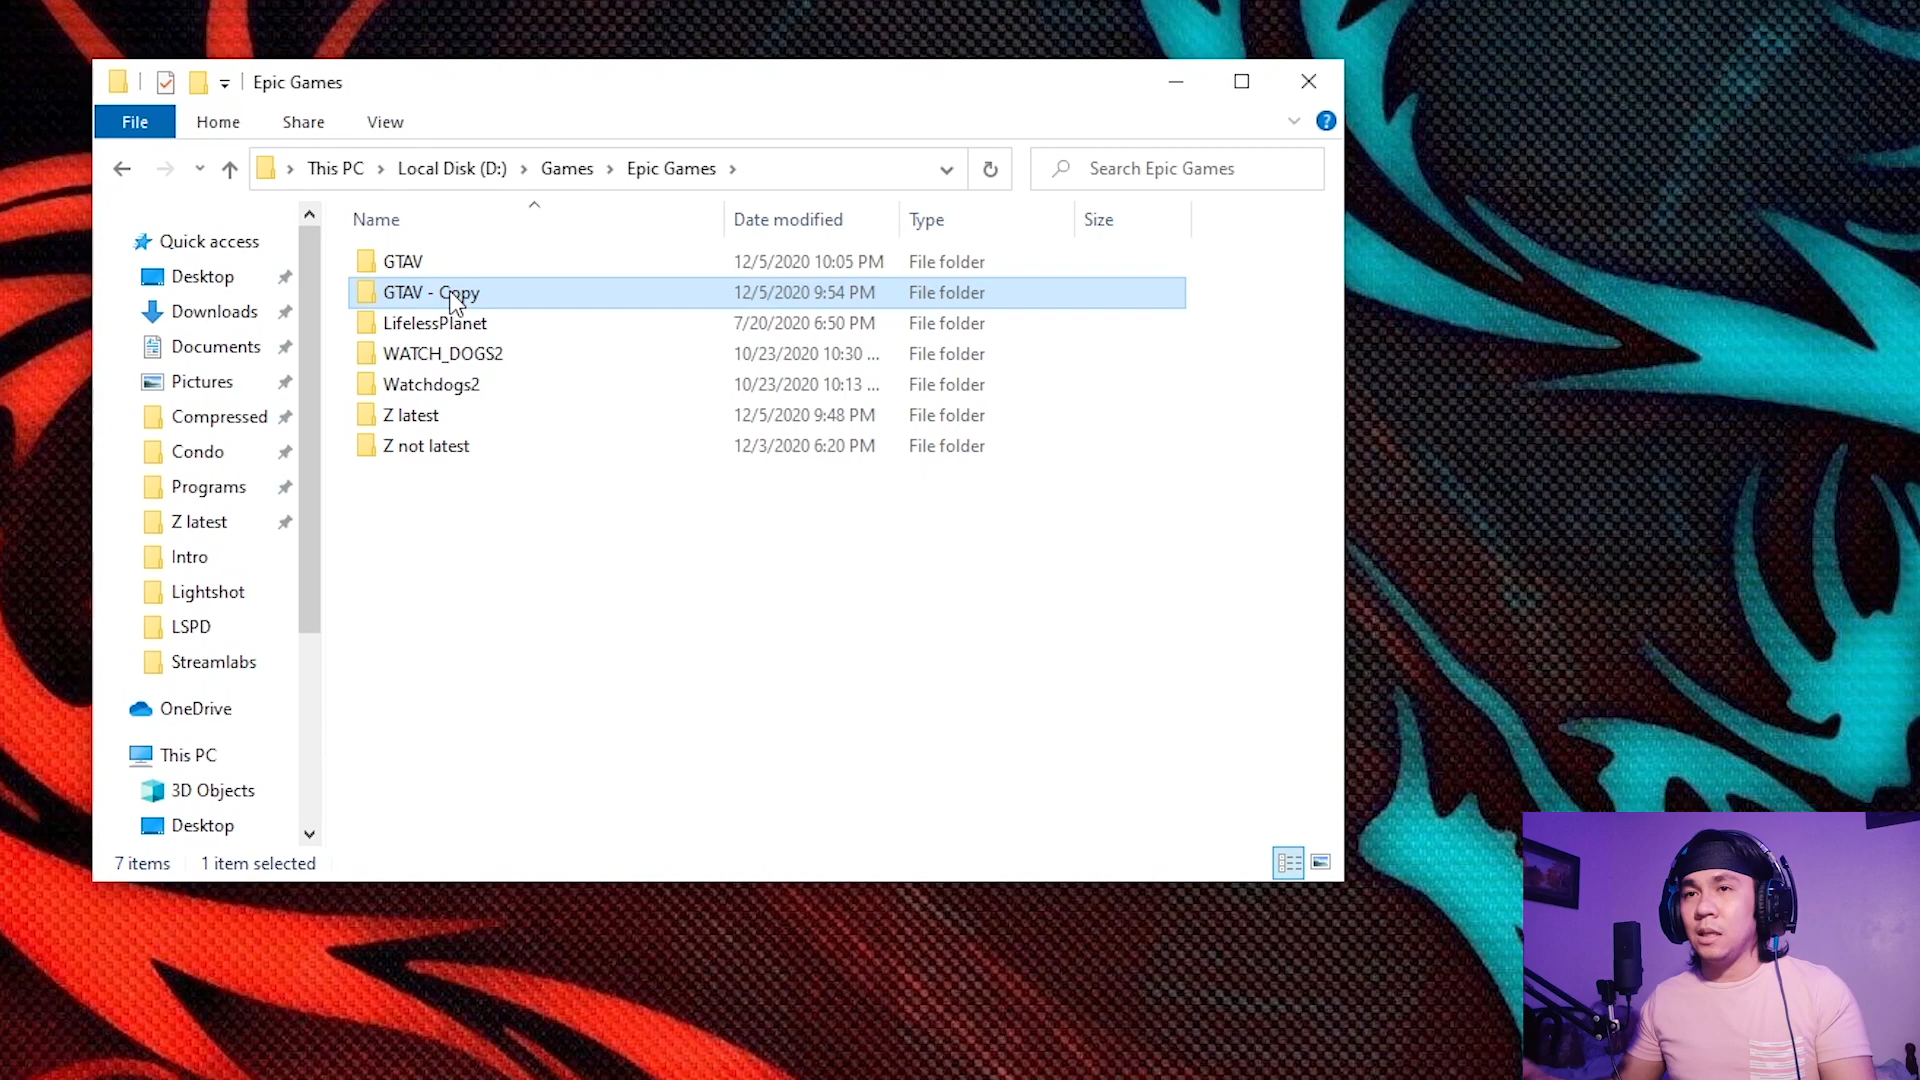 Epic Games
File Home Share View
This PC Local Disk (D:) Games Epic Games
Search Epic Games
Name Date modified Type Size
GTAV 12/5/2020 10:05 PM File folder
GTAV - Copy 12/5/2020 9:54 PM File folder
LifelessPlanet 7/20/2020 6:50 PM File folder
WATCH_DOGS2 10/23/2020 10:30 ... File folder
Watchdogs2 10/23/2020 10:13 ... File folder
Z latest 12/5/2020 9:48 PM File folder
Z not latest 12/3/2020 6:20 PM File folder
Quick access
Desktop
Downloads
Documents
Pictures
Compressed
Condo
Programs
Z latest
Intro
Lightshot
LSPD
Streamlabs
OneDrive
This PC
3D Objects
Desktop
7 items 1 item selected